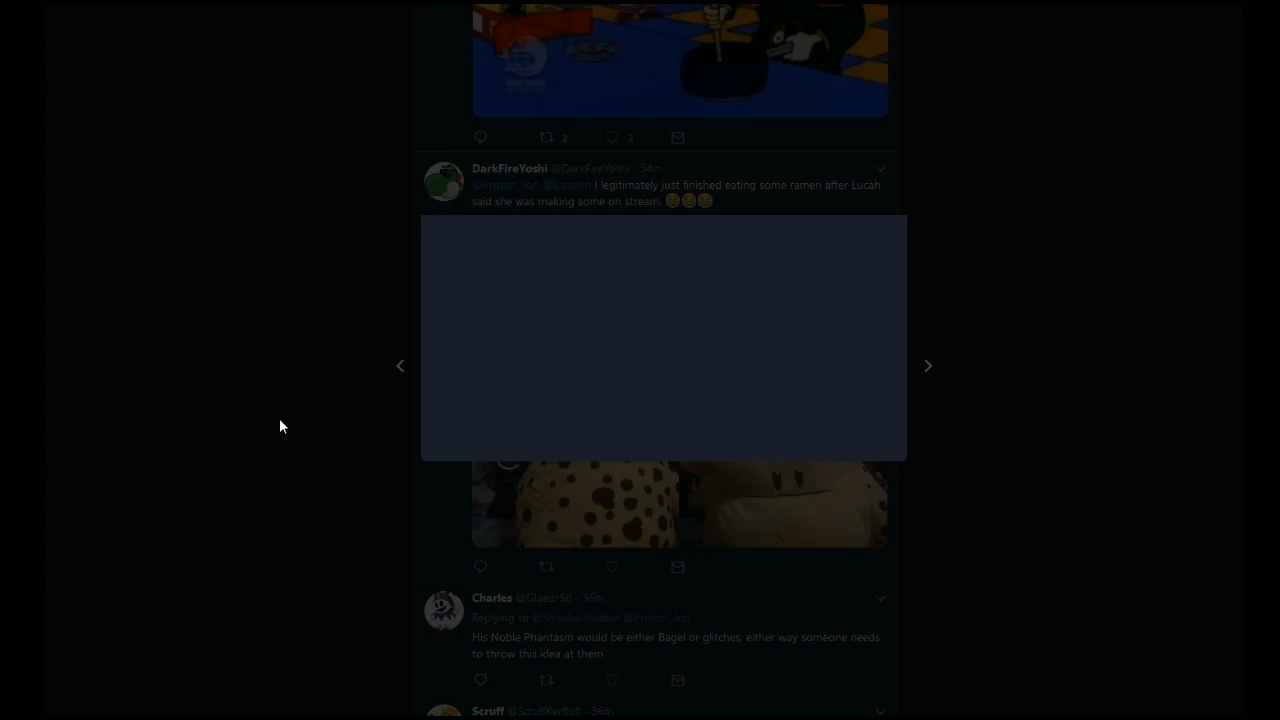 2 3
DarkFireYoshi @DarkFireYoshi · 34m
@Proton_Jon @lucahjin I legitimately just finished eating some ramen after Lucah
said she was making some on stream. 😭😭😭
Charles @Glaedr58 · 36m
Replying to @ShirubaiStudios @Proton_Jon
His Noble Phantasm would be either Bagel or glitches, either way someone needs
to throw this idea at them
Scruff @ScruffKerfluff · 36m